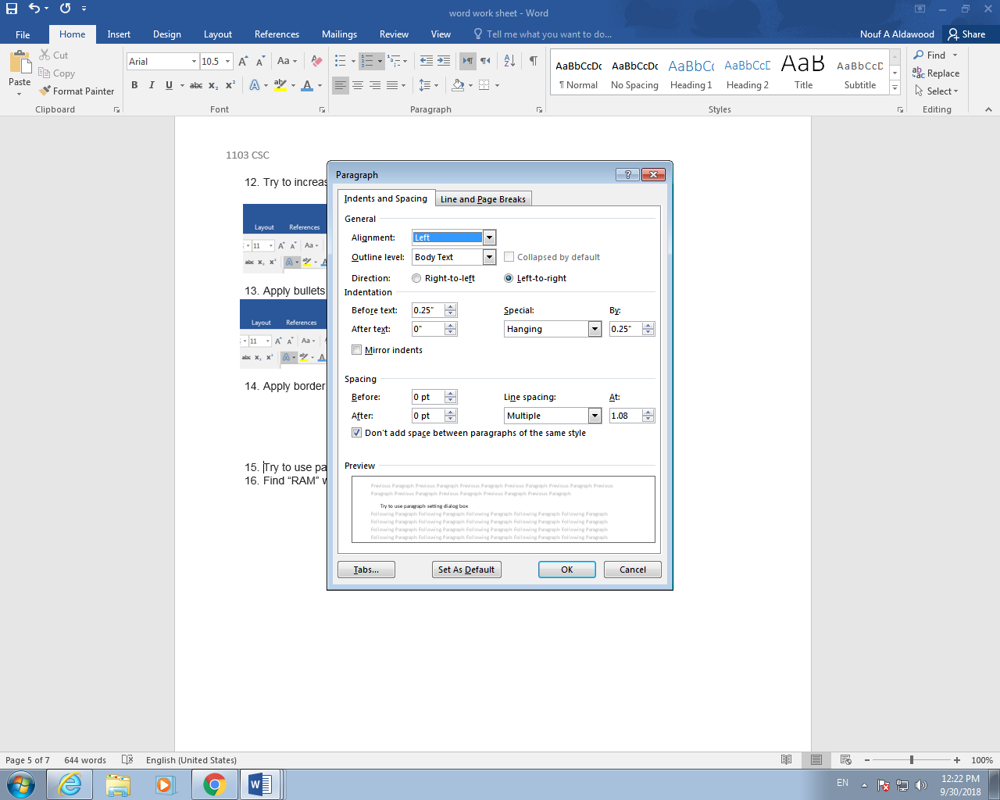 word work sheet - Word
File Home Insert Design Layout References Mailings Review View Tell me what you want to do... Nouf A Aldawood Share
Paste Cut Copy Format Painter
Arial 10.5
AaBbCcDc AaBbCcDc AaBbCc AaBbCcD AaB AaBbCcD
¶ Normal No Spacing Heading 1 Heading 2 Title Subtitle
Find Replace Select
Clipboard Font Paragraph Styles Editing
1103 CSC
12. Try to increas
Layout References
11 Aa
abc x₂ x²
13. Apply bullets
Layout References
11 Aa
abc x₂ x²
14. Apply border
15. Try to use pa
16. Find “RAM” w
Paragraph
Indents and Spacing Line and Page Breaks
General
Alignment: Left
Outline level: Body Text Collapsed by default
Direction: Right-to-left Left-to-right
Indentation
Before text: 0.25" Special: By:
After text: 0" Hanging 0.25"
Mirror indents
Spacing
Before: 0 pt Line spacing: At:
After: 0 pt Multiple 1.08
Don't add space between paragraphs of the same style
Preview
Previous Paragraph Previous Paragraph Previous Paragraph Previous Paragraph Previous Paragraph Previous
Paragraph Previous Paragraph Previous Paragraph Previous Paragraph Previous Paragraph
Try to use paragraph setting dialog box
Following Paragraph Following Paragraph Following Paragraph Following Paragraph Following Paragraph
Following Paragraph Following Paragraph Following Paragraph Following Paragraph Following Paragraph
Following Paragraph Following Paragraph Following Paragraph Following Paragraph Following Paragraph
Following Paragraph Following Paragraph Following Paragraph Following Paragraph Following Paragraph
Tabs... Set As Default OK Cancel
Page 5 of 7 644 words English (United States) 100%
EN
12:22 PM
9/30/2018